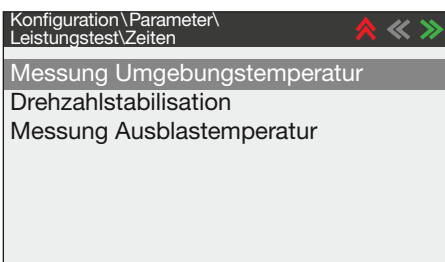 Konfiguration\Parameter\
Leistungstest\Zeiten
Messung Umgebungstemperatur
Drehzahlstabilisation
Messung Ausblastemperatur